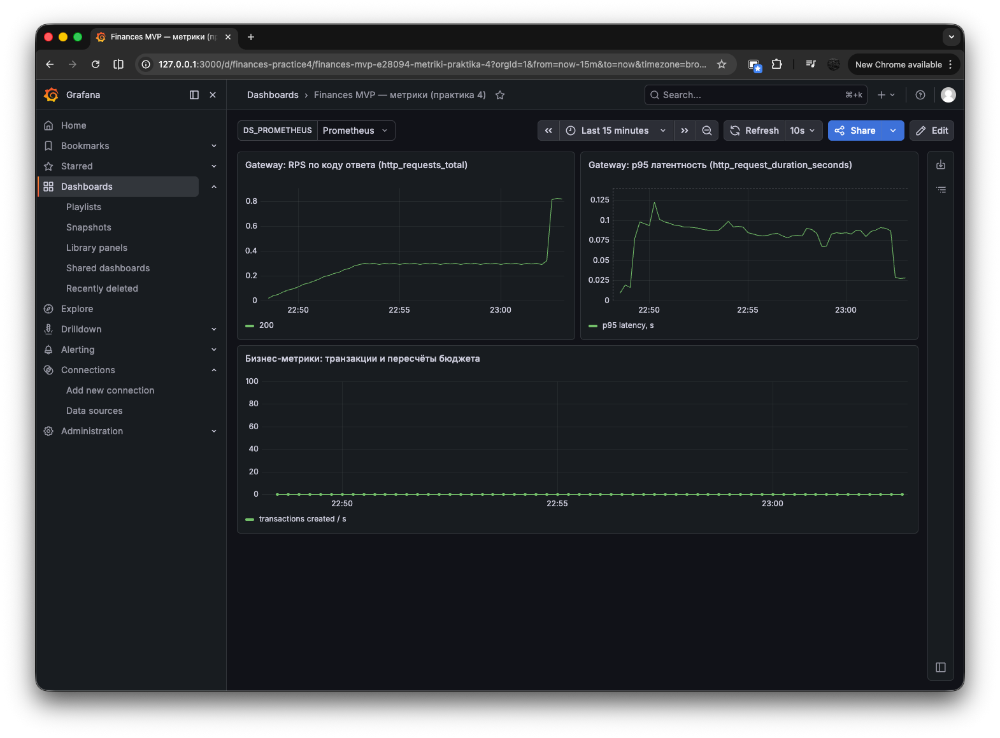 Finances MVP — метрики (пр
127.0.0.1:3000/d/finances-practice4/finances-mvp-e28094-metriki-praktika-4?orgId=1&from=now-15m&to=now&timezone=bro...
New Chrome available
Grafana
Dashboards › Finances MVP — метрики (практика 4)
Search...
⌘+k
Home
Bookmarks
Starred
Dashboards
Playlists
Snapshots
Library panels
Shared dashboards
Recently deleted
Explore
Drilldown
Alerting
Connections
Add new connection
Data sources
Administration
DS_PROMETHEUS Prometheus
Last 15 minutes
Refresh 10s
Share
Edit
Gateway: RPS по коду ответа (http_requests_total)
0.8
0.6
0.4
0.2
0
22:50 22:55 23:00
200
Gateway: p95 латентность (http_request_duration_seconds)
0.125
0.1
0.075
0.05
0.025
0
22:50 22:55 23:00
p95 latency, s
Бизнес-метрики: транзакции и пересчёты бюджета
100
80
60
40
20
0
22:50 22:55 23:00
transactions created / s